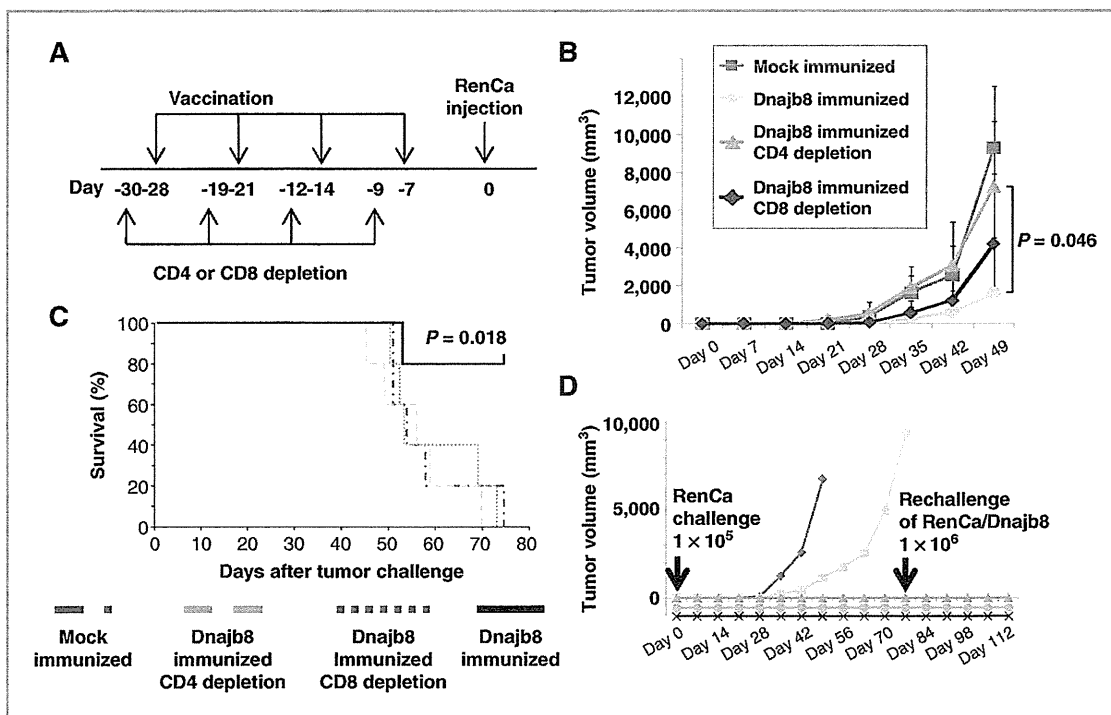 A
Vaccination
RenCa
injection
Day -30-28 -19-21 -12-14 -9 -7 0
CD4 or CD8 depletion
B
Tumor volume (mm³)
12,000
10,000
8,000
6,000
4,000
2,000
0
Mock immunized
Dnajb8 immunized
Dnajb8 immunized
CD4 depletion
Dnajb8 immunized
CD8 depletion
P = 0.046
Day 0 Day 7 Day 14 Day 21 Day 28 Day 35 Day 42 Day 49
C
Survival (%)
100
80
60
40
20
0
P = 0.018
0 10 20 30 40 50 60 70 80
Days after tumor challenge
Mock
immunized
Dnajb8
immunized
CD4 depletion
Dnajb8
Immunized
CD8 depletion
Dnajb8
immunized
D
Tumor volume (mm³)
10,000
5,000
0
RenCa
challenge
1 × 10⁵
Rechallenge
of RenCa/Dnajb8
1 × 10⁶
Day 0 Day 14 Day 28 Day 42 Day 56 Day 70 Day 84 Day 98 Day 112